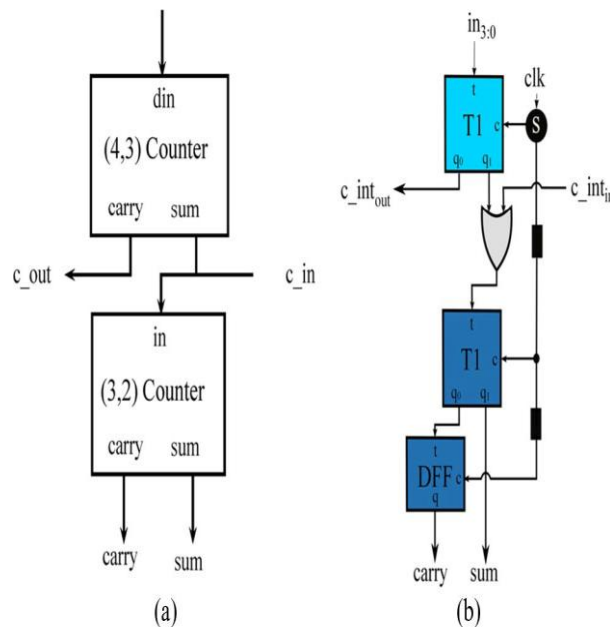 din
(4,3) Counter
carry sum
c_out
c_in
in
(3,2) Counter
carry sum
carry
sum
(a)
in3:0
clk
t
T1
c
S
q0 q1
c_intout
c_intin
t
T1
c
q0 q1
t
DFF
c
q
carry
sum
(b)